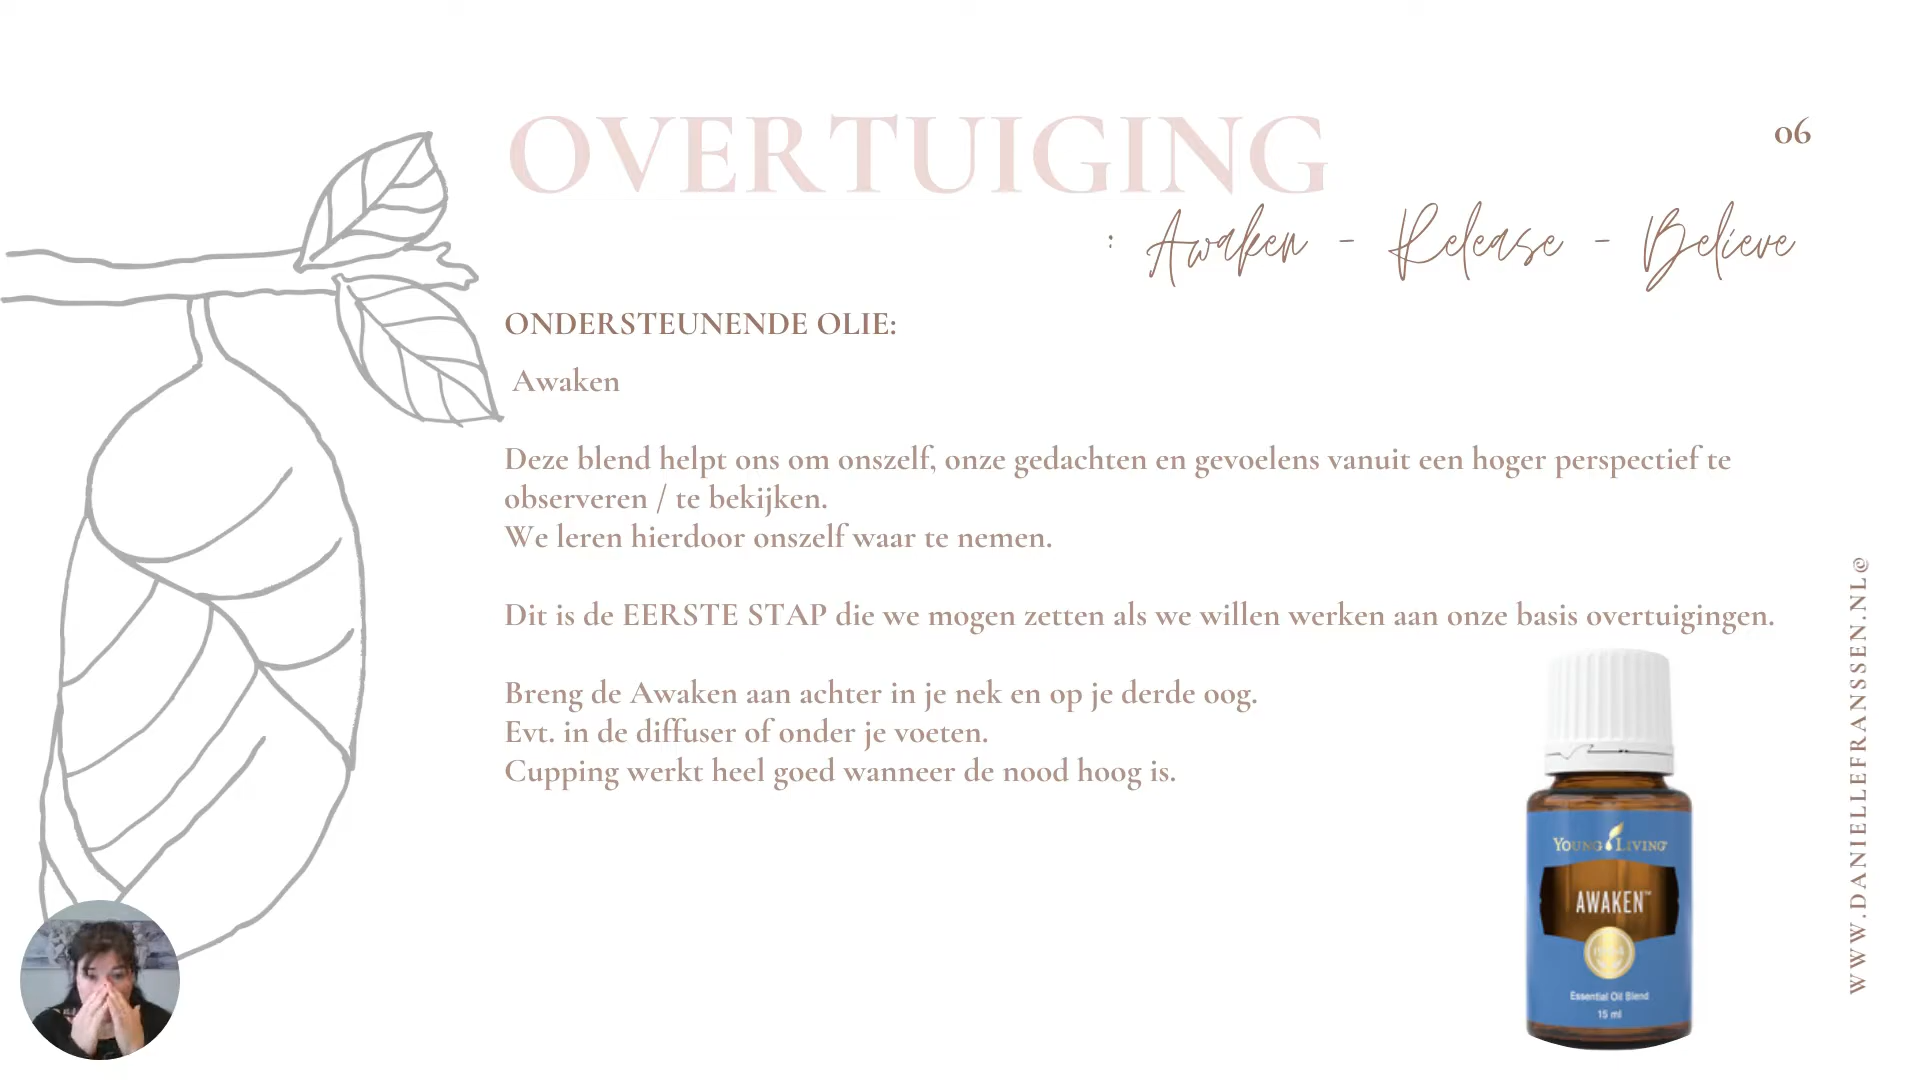 OVERTUIGING
06
: Awaken - Release - Believe
ONDERSTEUNENDE OLIE:
Awaken
Deze blend helpt ons om onszelf, onze gedachten en gevoelens vanuit een hoger perspectief te
observeren / te bekijken.
We leren hierdoor onszelf waar te nemen.
Dit is de EERSTE STAP die we mogen zetten als we willen werken aan onze basis overtuigingen.
Breng de Awaken aan achter in je nek en op je derde oog.
Evt. in de diffuser of onder je voeten.
Cupping werkt heel goed wanneer de nood hoog is.
WWW.DANIELLEFRANSSEN.NL@
YOUNG LIVING
AWAKEN™
Essential Oil Blend
15 ml